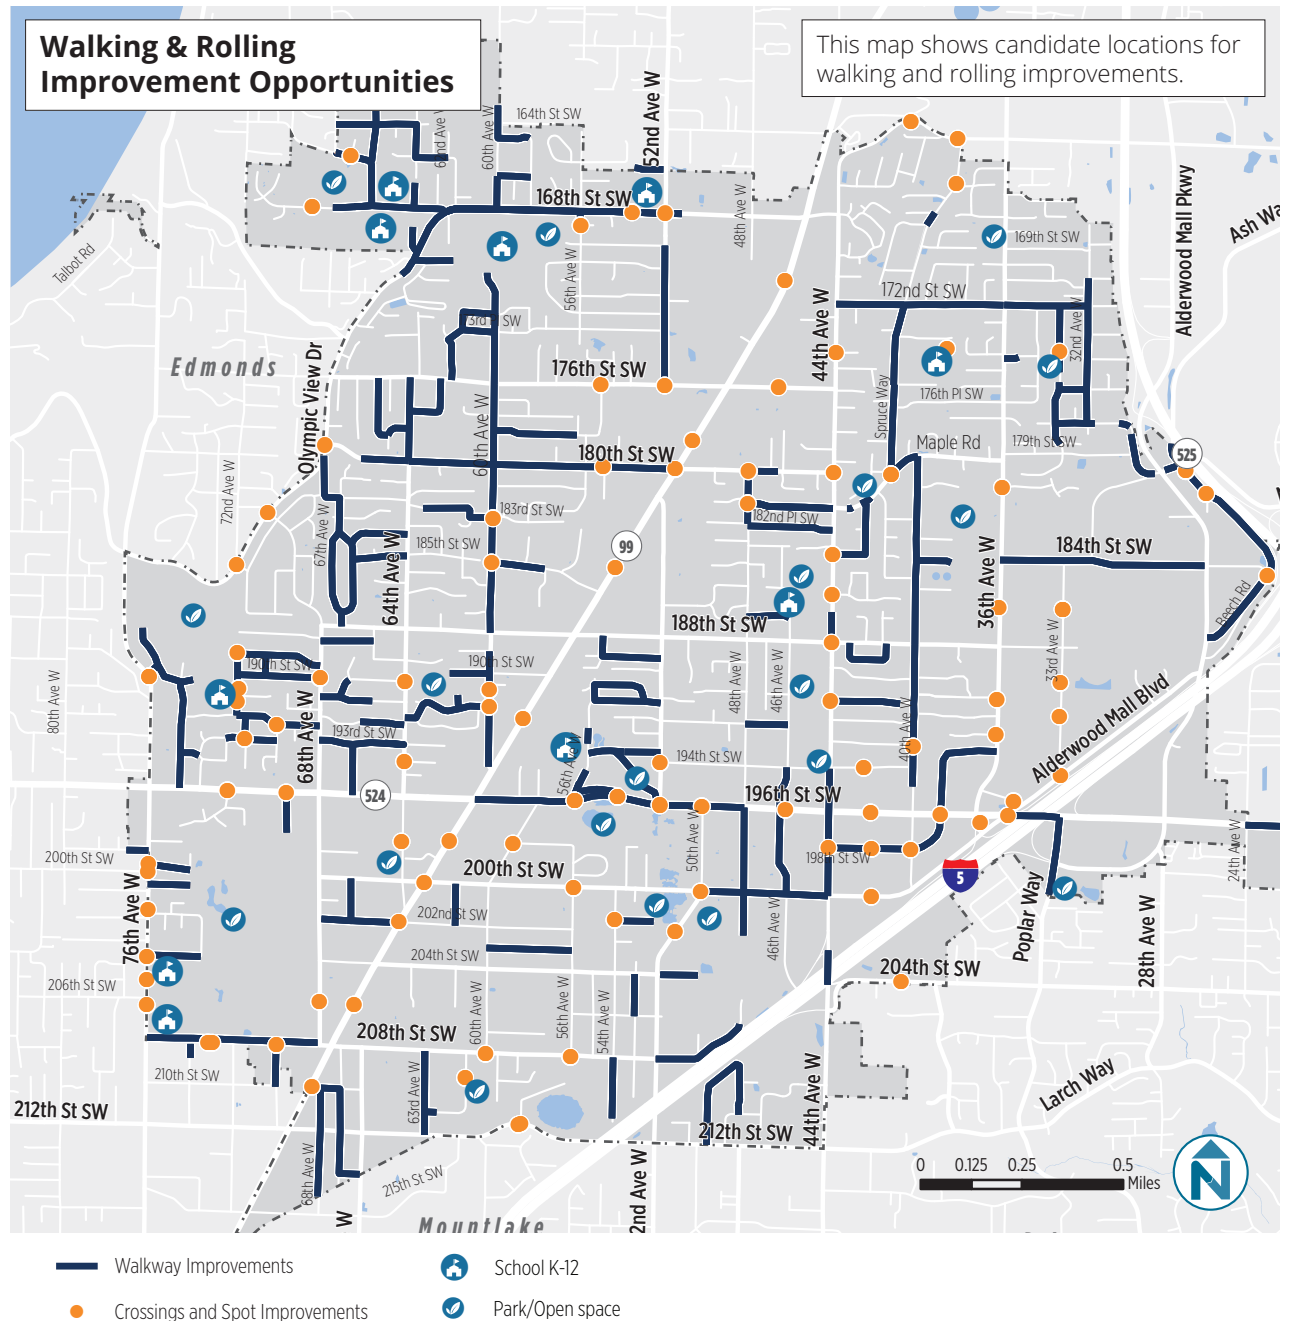 Walking & Rolling
Improvement Opportunities
This map shows candidate locations for
walking and rolling improvements.
164th St SW
60th Ave W
52nd Ave W
168th St SW
48th Ave W
169th St SW
Alderwood Mall Pkwy
Talbot Rd
56th Ave W
172nd St SW
44th Ave W
32nd Ave W
Edmonds
Olympic View Dr
176th St SW
176th Pl SW
Spruce Way
60th Ave W
Maple Rd
179th St SW
180th St SW
525
72nd Ave W
67th Ave W
183rd St SW
182nd Pl SW
185th St SW
99
184th St SW
64th Ave W
36th Ave W
Beech Rd
188th St SW
33rd Ave W
190th St SW
190th St SW
80th Ave W
48th Ave W
46th Ave W
40th Ave W
68th Ave W
193rd St SW
194th St SW
56th Ave W
Alderwood Mall Blvd
524
196th St SW
50th Ave W
198th St SW
24th Ave W
200th St SW
200th St SW
5
76th Ave W
202nd St SW
46th Ave W
Poplar Way
28th Ave W
204th St SW
204th St SW
206th St SW
60th Ave W
56th Ave W
54th Ave W
208th St SW
210th St SW
63rd Ave W
44th Ave W
Larch Way
212th St SW
212th St SW
68th Ave W
215th St SW
2nd Ave W
W
Mountlake
0 0.125 0.25 0.5
Miles
N
Walkway Improvements
School K-12
Crossings and Spot Improvements
Park/Open space